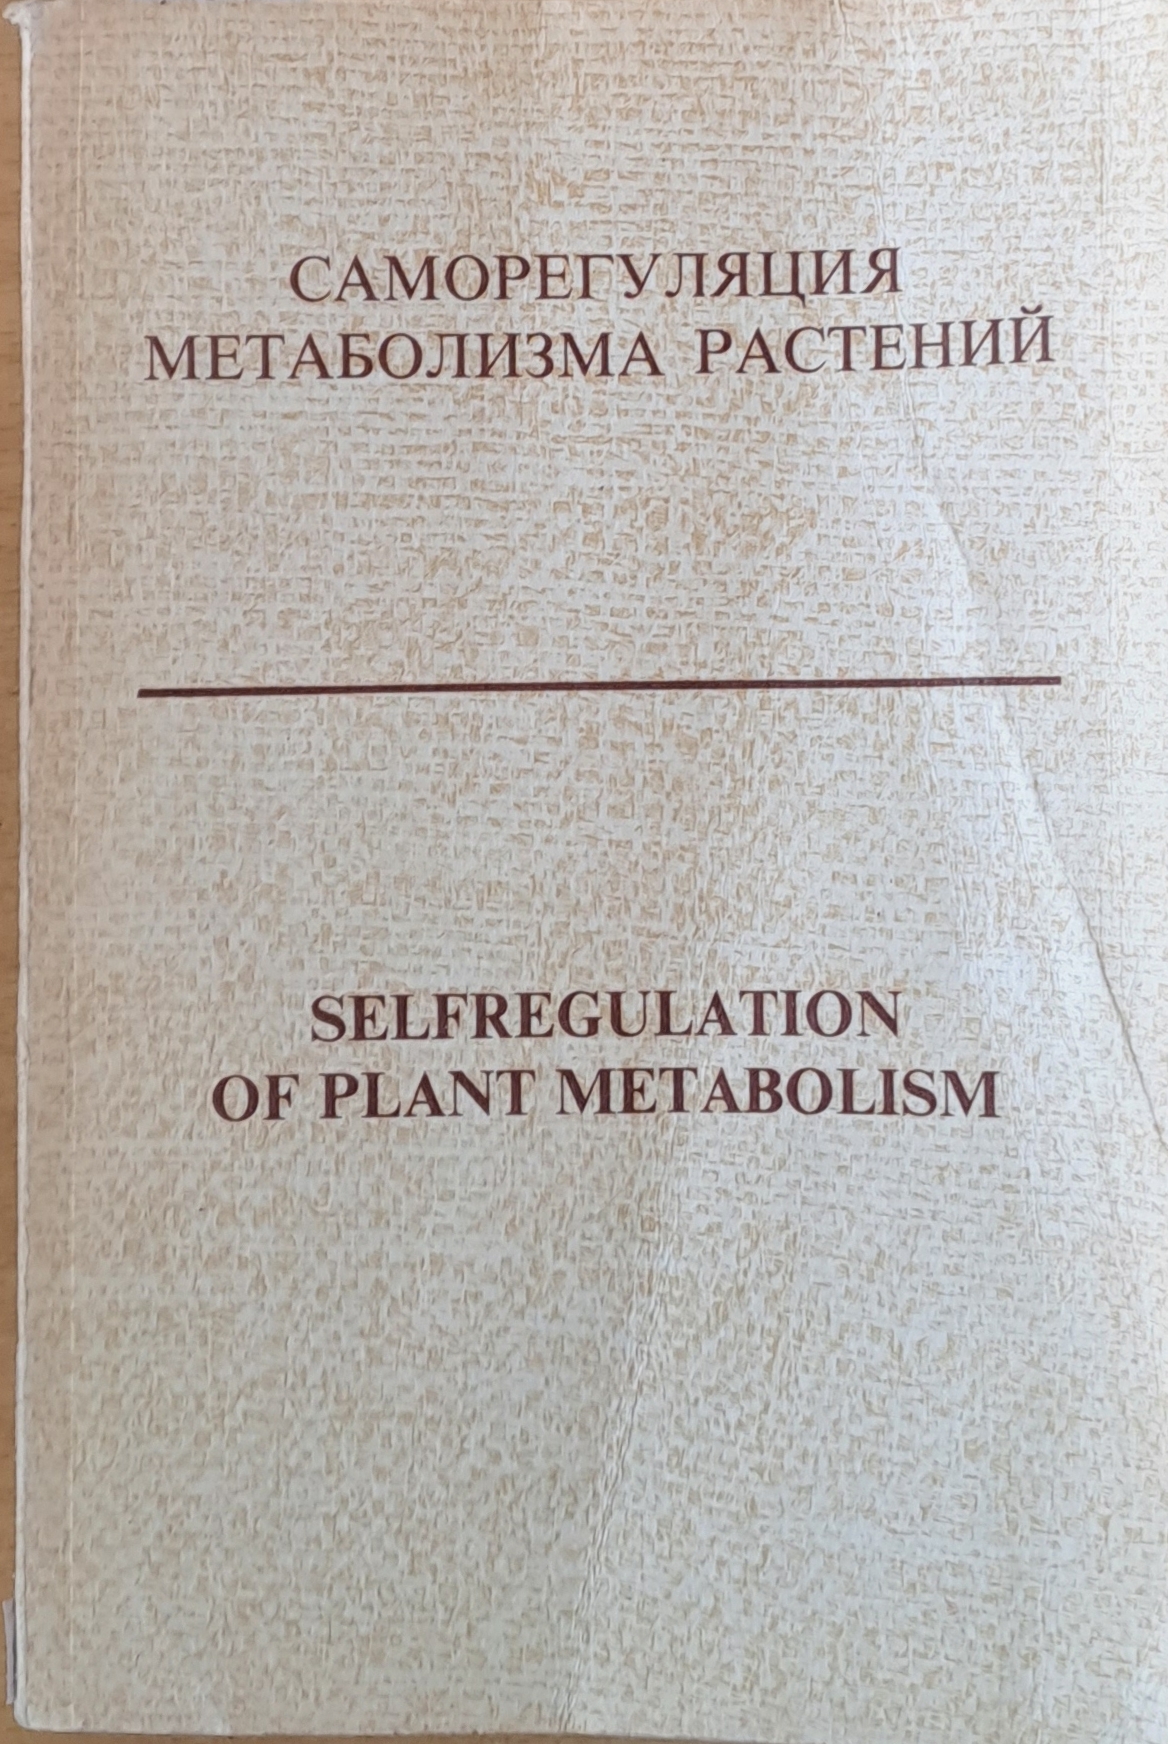 САМОРЕГУЛЯЦИЯ
МЕТАБОЛИЗМА РАСТЕНИЙ
SELFREGULATION
OF PLANT METABOLISM